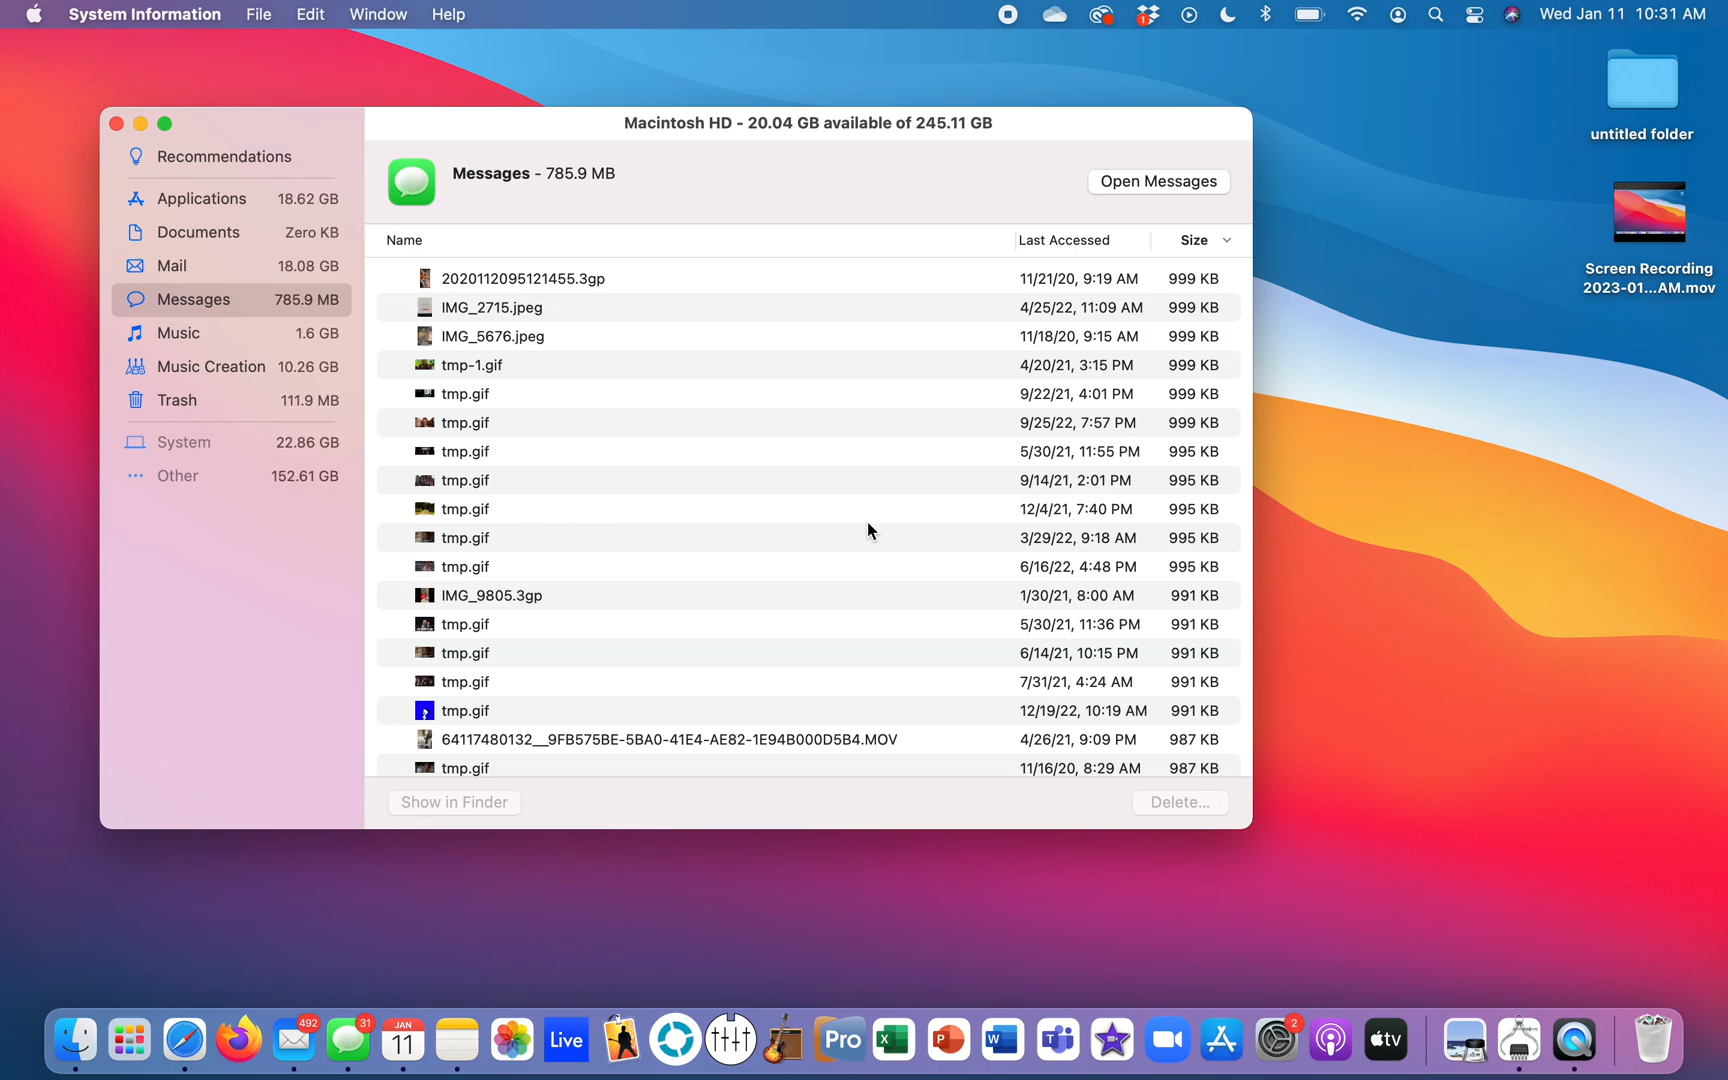 System Information File Edit Window Help
1
Wed Jan 11 10:31 AM
untitled folder
Screen Recording
2023-01...AM.mov
Macintosh HD - 20.04 GB available of 245.11 GB
Recommendations
Applications 18.62 GB
Documents Zero KB
Mail 18.08 GB
Messages 785.9 MB
Music 1.6 GB
Music Creation 10.26 GB
Trash 111.9 MB
System 22.86 GB
Other 152.61 GB
Messages - 785.9 MB
Open Messages
Name Last Accessed Size
2020112095121455.3gp 11/21/20, 9:19 AM 999 KB
IMG_2715.jpeg 4/25/22, 11:09 AM 999 KB
IMG_5676.jpeg 11/18/20, 9:15 AM 999 KB
tmp-1.gif 4/20/21, 3:15 PM 999 KB
tmp.gif 9/22/21, 4:01 PM 999 KB
tmp.gif 9/25/22, 7:57 PM 999 KB
tmp.gif 5/30/21, 11:55 PM 995 KB
tmp.gif 9/14/21, 2:01 PM 995 KB
tmp.gif 12/4/21, 7:40 PM 995 KB
tmp.gif 3/29/22, 9:18 AM 995 KB
tmp.gif 6/16/22, 4:48 PM 995 KB
IMG_9805.3gp 1/30/21, 8:00 AM 991 KB
tmp.gif 5/30/21, 11:36 PM 991 KB
tmp.gif 6/14/21, 10:15 PM 991 KB
tmp.gif 7/31/21, 4:24 AM 991 KB
tmp.gif 12/19/22, 10:19 AM 991 KB
64117480132__9FB575BE-5BA0-41E4-AE82-1E94B000D5B4.MOV 4/26/21, 9:09 PM 987 KB
tmp.gif 11/16/20, 8:29 AM 987 KB
Show in Finder Delete...
492
31
JAN
11
Live
Pro
X
P
W
T
2
tv